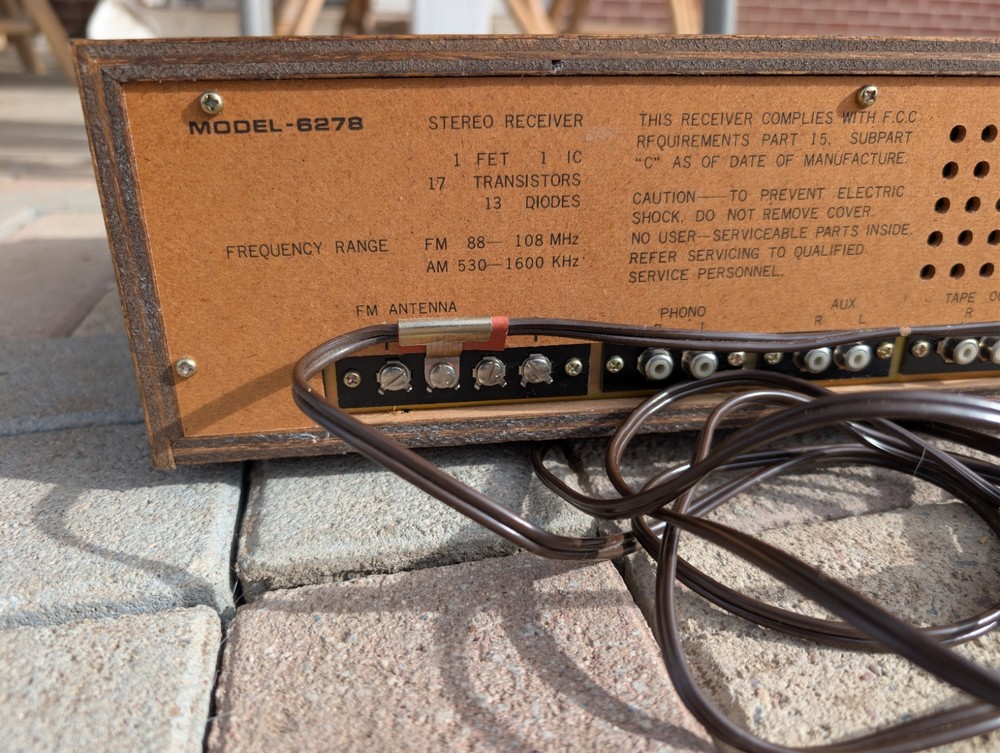 MODEL-6278
STEREO RECEIVER
1 FET 1 IC
17 TRANSISTORS
13 DIODES
FREQUENCY RANGE
FM 88— 108 MHz
AM 530—1600 KHz
THIS RECEIVER COMPLIES WITH F.C.C
REQUIREMENTS PART 15, SUBPART
"C" AS OF DATE OF MANUFACTURE.
CAUTION—— TO PREVENT ELECTRIC
SHOCK, DO NOT REMOVE COVER.
NO USER—SERVICEABLE PARTS INSIDE.
REFER SERVICING TO QUALIFIED
SERVICE PERSONNEL.
FM ANTENNA
PHONO
AUX
R L
TAPE
R